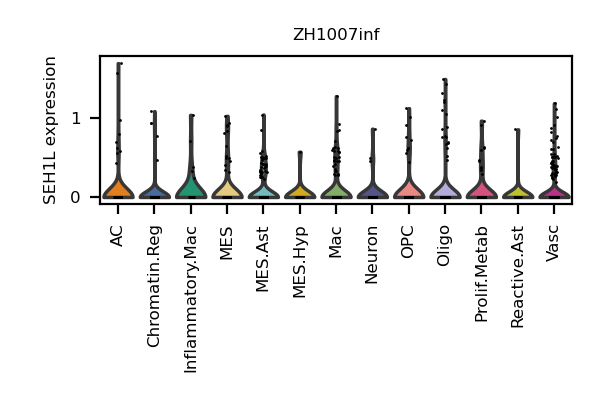 ZH1007inf
SEH1L expression
1
0
AC
Chromatin.Reg
Inflammatory.Mac
MES
MES.Ast
MES.Hyp
Mac
Neuron
OPC
Oligo
Prolif.Metab
Reactive.Ast
Vasc